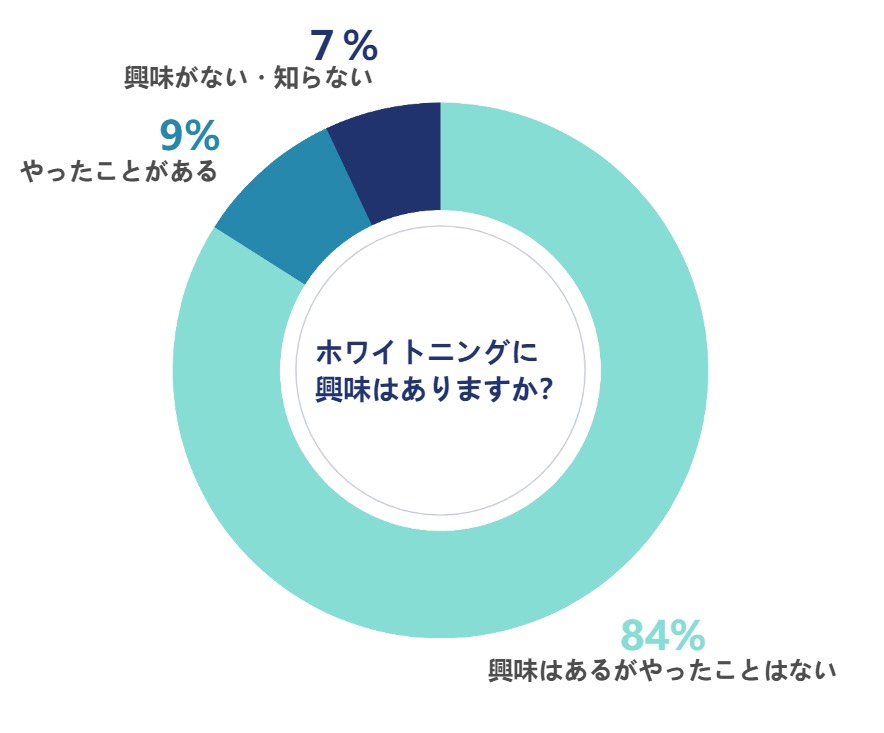 7%
興味がない・知らない
9%
やったことがある
ホワイトニングに
興味はありますか?
84%
興味はあるがやったことはない